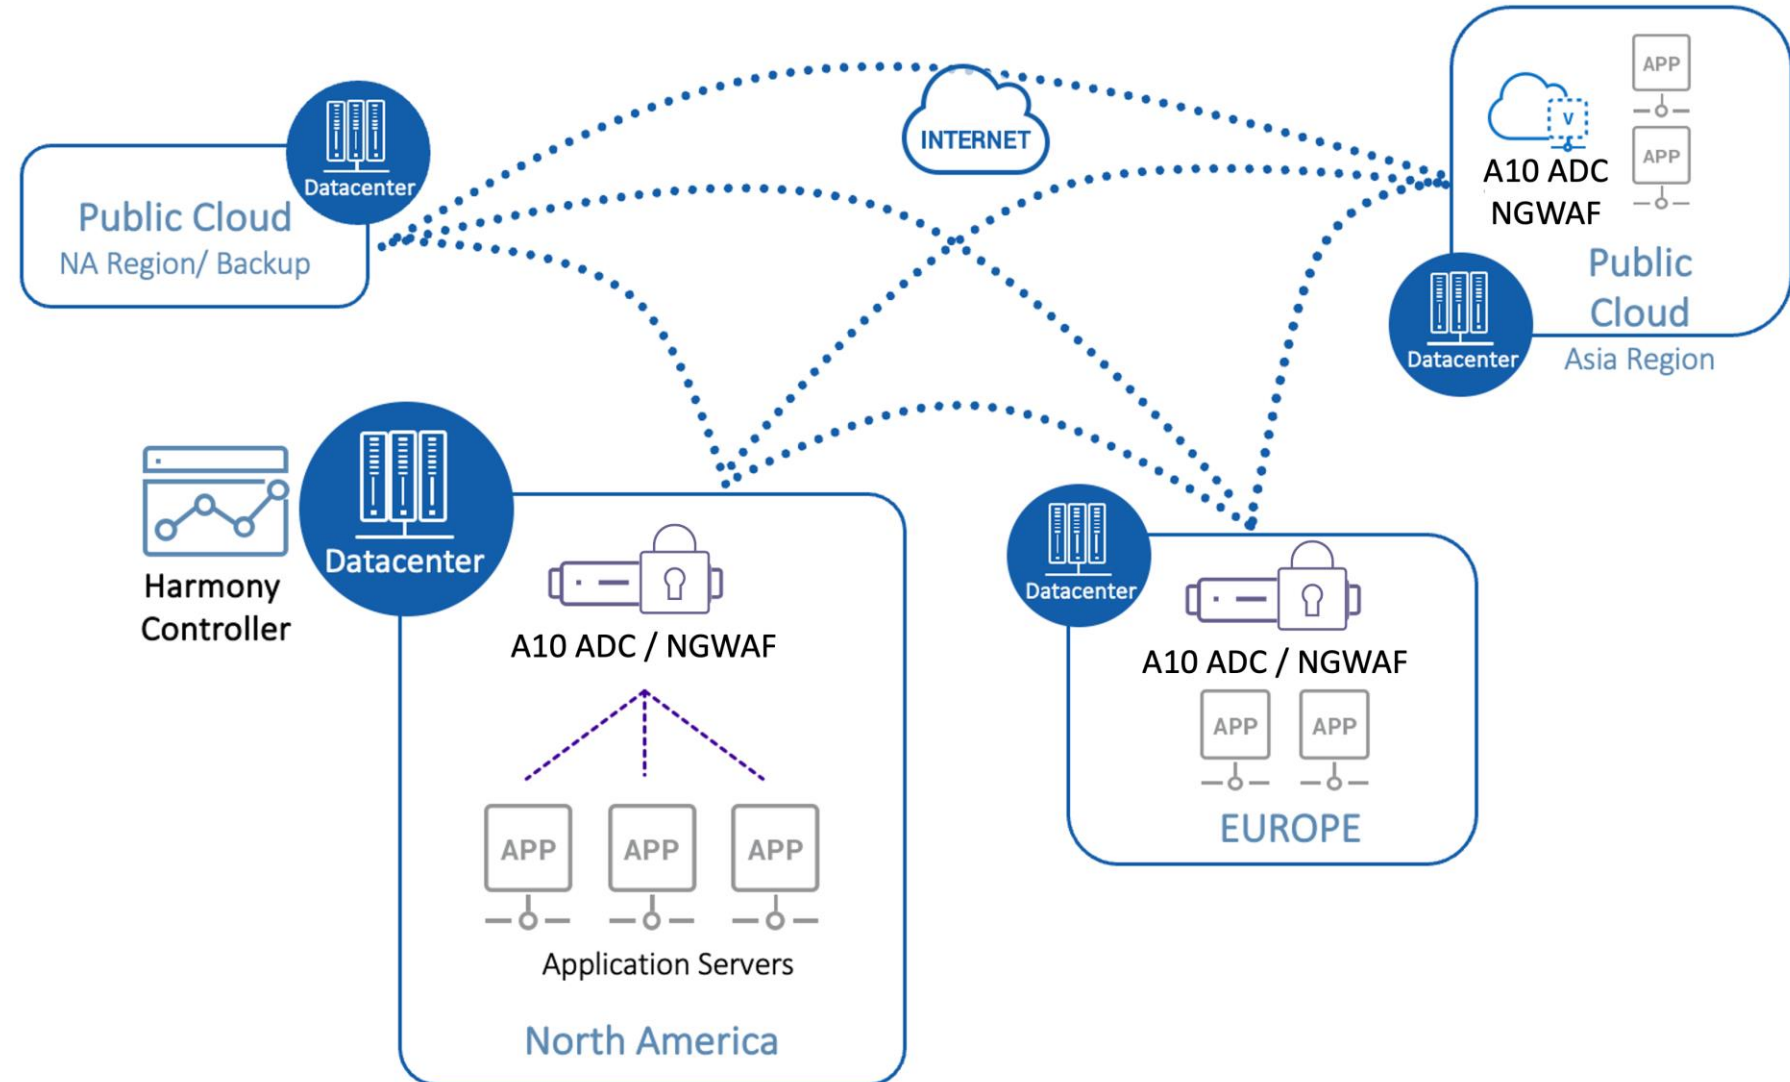 Datacenter
Public Cloud
NA Region/ Backup
INTERNET
APP
V
APP
A10 ADC
NGWAF
Public
Cloud
Datacenter
Asia Region
Datacenter
Harmony
Controller
A10 ADC / NGWAF
APP
APP
APP
Application Servers
North America
Datacenter
A10 ADC / NGWAF
APP
APP
EUROPE